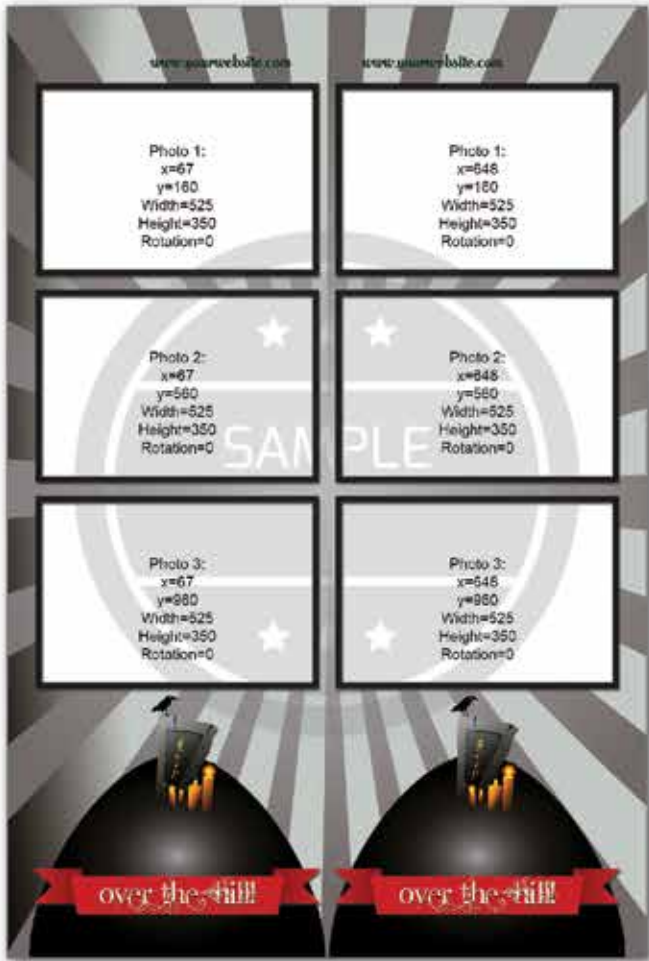 www.yourwebsite.com
www.yourwebsite.com
Photo 1:
x=67
y=160
Width=525
Height=350
Rotation=0
Photo 1:
x=646
y=160
Width=525
Height=350
Rotation=0
Photo 2:
x=67
y=560
Width=525
Height=350
Rotation=0
Photo 2:
x=646
y=560
Width=525
Height=350
Rotation=0
SAMPLE
Photo 3:
x=67
y=960
Width=525
Height=350
Rotation=0
Photo 3:
x=646
y=960
Width=525
Height=350
Rotation=0
over the hill!
over the hill!